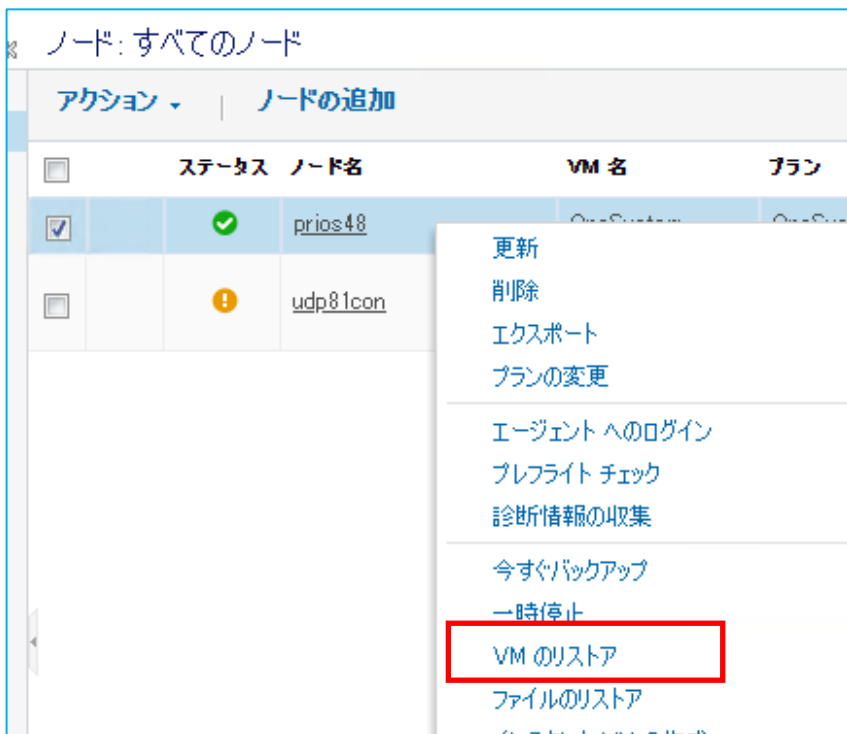 ノード: すべてのノード
アクション ノードの追加
ステータス ノード名 VM 名 プラン
prios48
更新
削除
udp81con
エクスポート
プランの変更
エージェント へのログイン
プレフライト チェック
診断情報の収集
今すぐバックアップ
一時停止
VM のリストア
ファイルのリストア